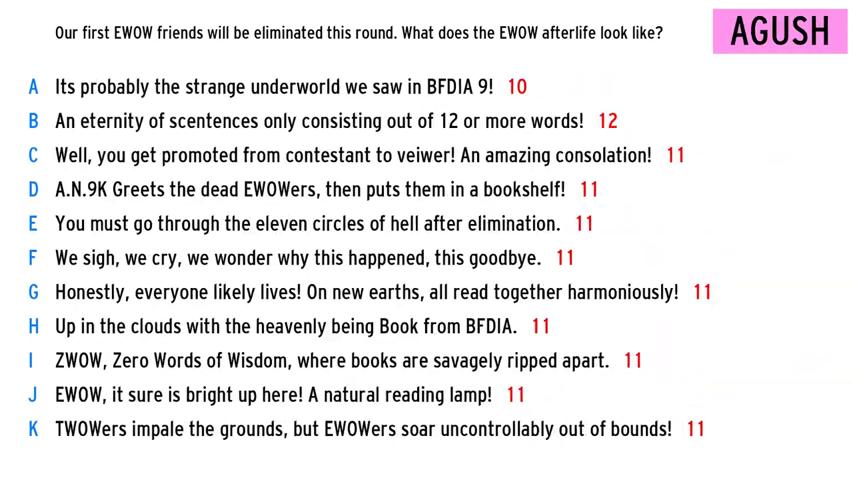 Our first EWOW friends will be eliminated this round. What does the EWOW afterlife look like?
AGUSH
A Its probably the strange underworld we saw in BFDIA 9! 10
B An eternity of scentences only consisting out of 12 or more words! 12
C Well, you get promoted from contestant to veiwer! An amazing consolation! 11
D A.N.9K Greets the dead EWOWers, then puts them in a bookshelf! 11
E You must go through the eleven circles of hell after elimination. 11
F We sigh, we cry, we wonder why this happened, this goodbye. 11
G Honestly, everyone likely lives! On new earths, all read together harmoniously! 11
H Up in the clouds with the heavenly being Book from BFDIA. 11
I ZWOW, Zero Words of Wisdom, where books are savagely ripped apart. 11
J EWOW, it sure is bright up here! A natural reading lamp! 11
K TWOWers impale the grounds, but EWOWers soar uncontrollably out of bounds! 11